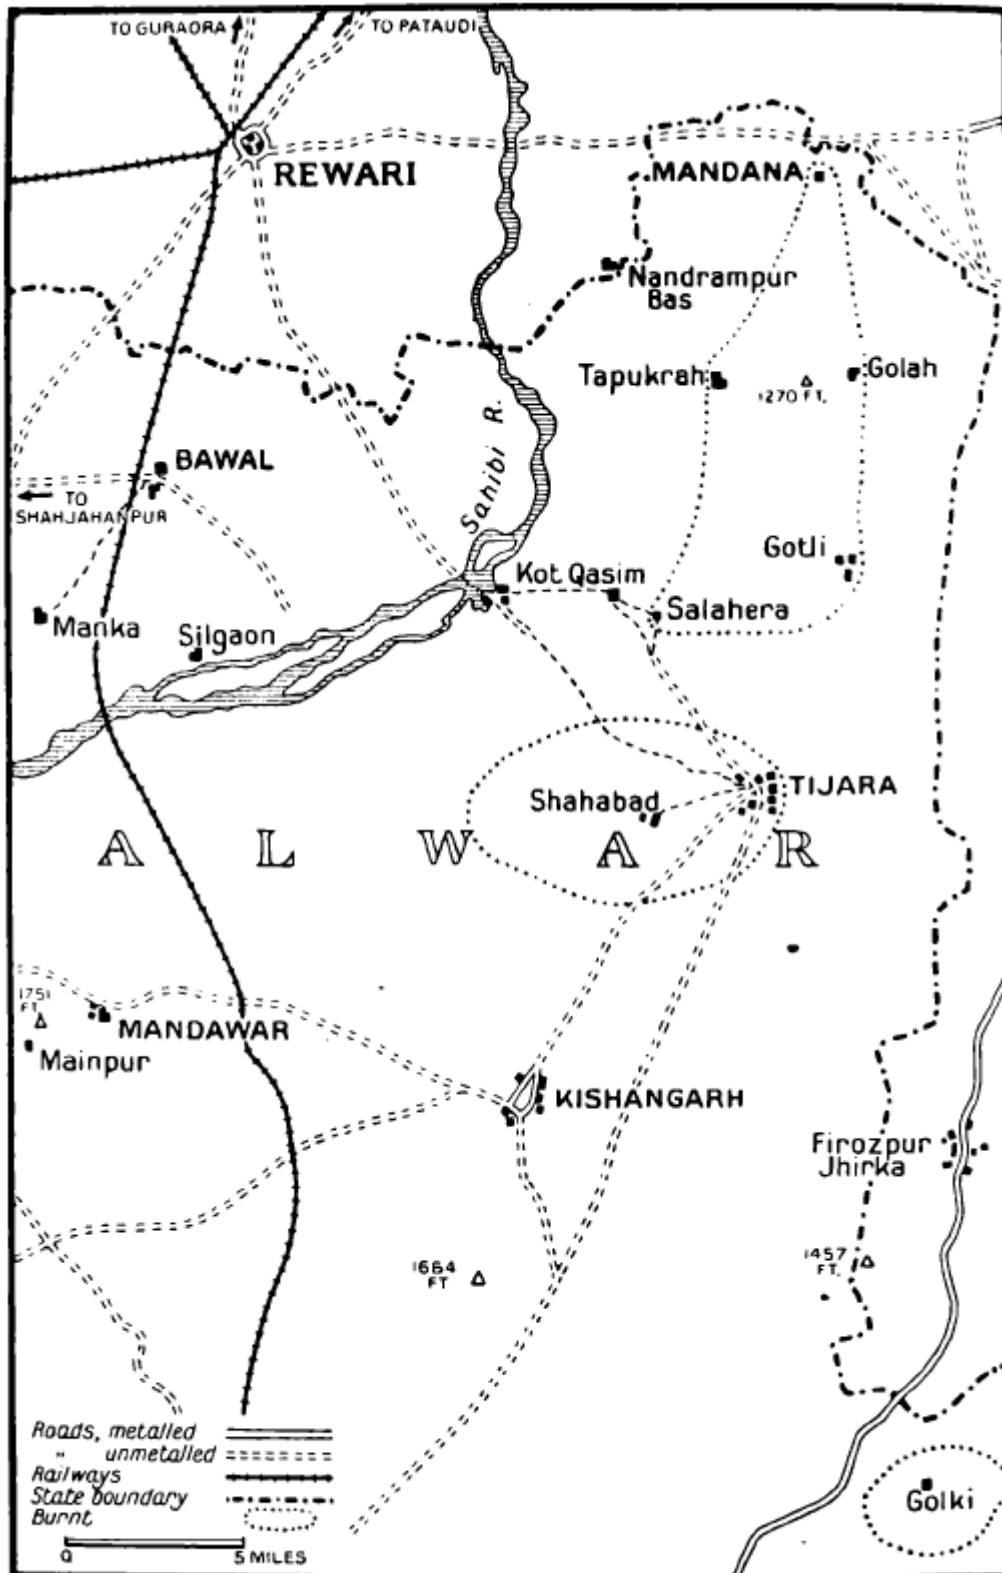 TO GURAORA
TO PATAUDI
REWARI
MANDANA
Nandrampur
Bas
Tapukrah
1270 FT.
Golah
Sahibi R.
BAWAL
TO
SHAHJAHANPUR
Gotli
Kot Qasim
Salahera
Manka
Silgaon
Shahabad
TIJARA
A L W A R
1751
FT.
MANDAWAR
Mainpur
KISHANGARH
Firozpur
Jhirka
1664
FT
1457
FT.
Roads, metalled
" unmetalled
Railways
State boundary
Burnt
0 5 MILES
Golki